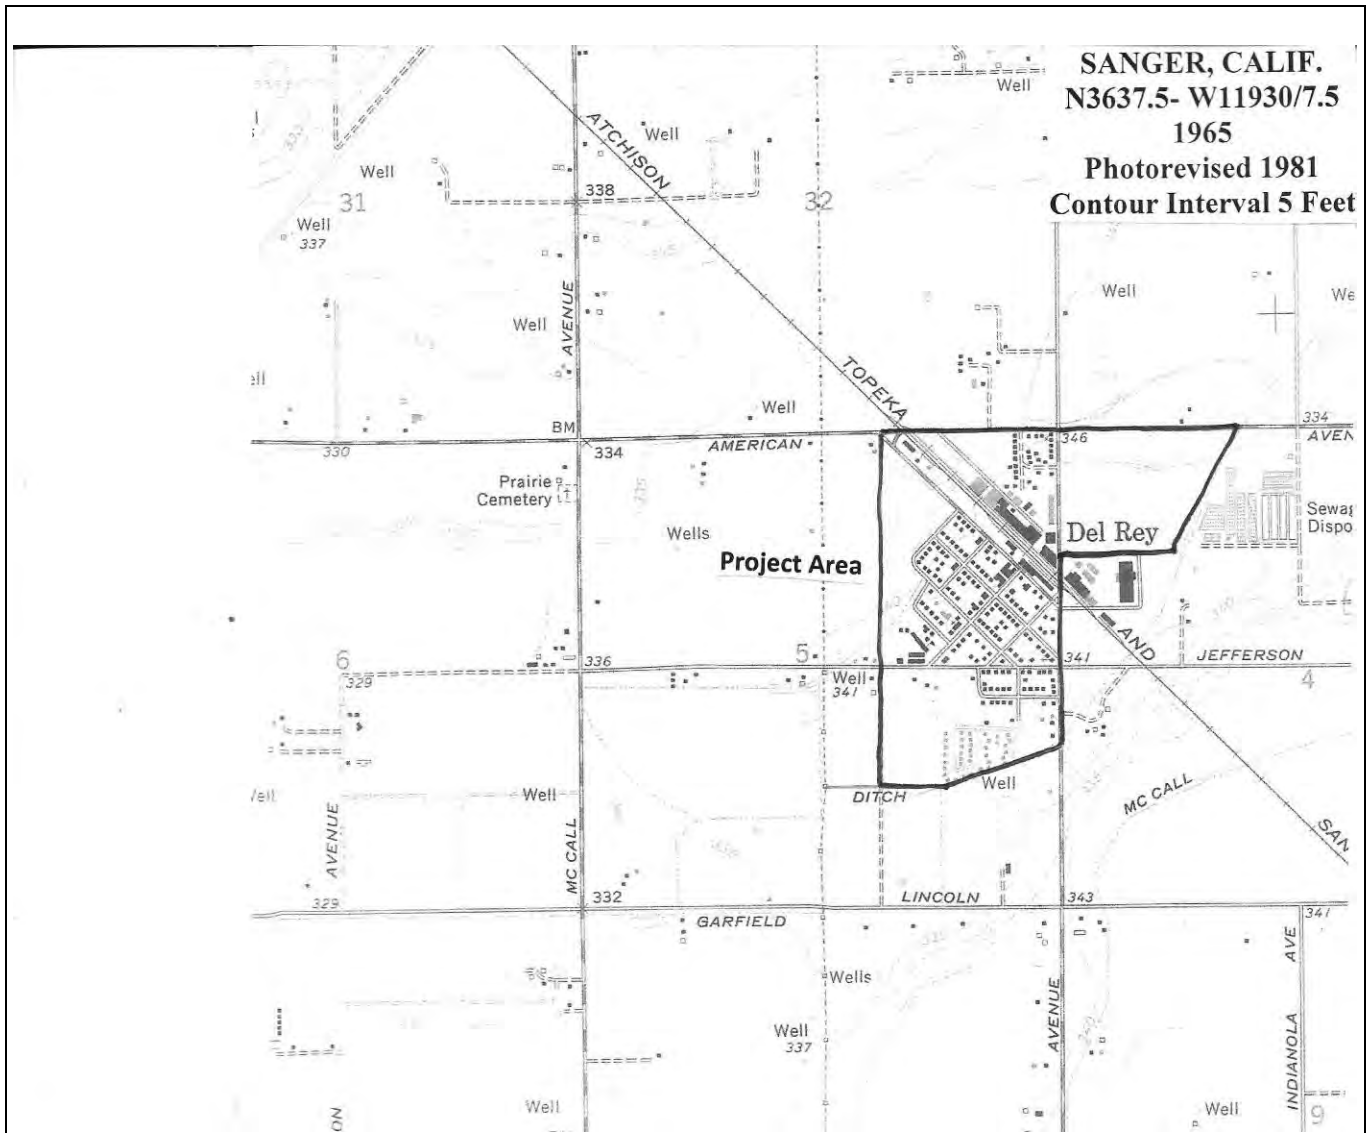 SANGER, CALIF.
N3637.5- W11930/7.5
1965
Photorevised 1981
Contour Interval 5 Feet
Well
ATCHISON
Well
Well
338
31
32
Well
337
AVENUE
Well
Well
Well
TOPEKA
Well
BM
334
AMERICAN
346
334
330
334
Prairie
Cemetery
335
Wells
Project Area
Del Rey
Sewag
Dispo
AND
JEFFERSON
6
329
336
5
Well
341
341
4
DITCH
Well
MC CALL
SAN
Well
AVENUE
MC CALL
329
332
GARFIELD
LINCOLN
343
341
Wells
Well
337
AVENUE
INDIANOLA AVE
Well
Well
9